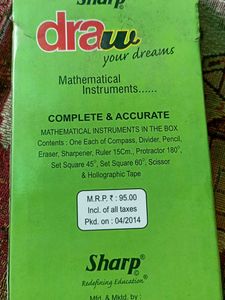 Sharp©
draw
your dreams
Mathematical
Instruments......
COMPLETE & ACCURATE
MATHEMATICAL INSTRUMENTS IN THE BOX
Contents : One Each of Compass, Divider, Pencil,
Eraser, Sharpener, Ruler 15Cm., Protractor 180°,
Set Square 45°, Set Square 60°, Scissor
& Hollographic Tape
M.R.P. ₹ : 95.00
Incl. of all taxes
Pkd. on : 04/2014
Sharp©
Redefining Education®
Mfd. & Mktd. by :